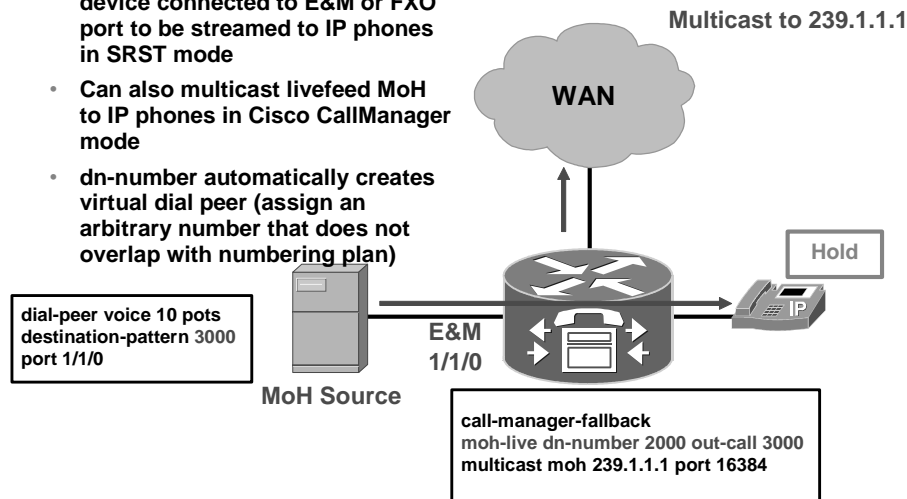 device connected to E&M or FXO
port to be streamed to IP phones
in SRST mode
• Can also multicast livefeed MoH
to IP phones in Cisco CallManager
mode
• dn-number automatically creates
virtual dial peer (assign an
arbitrary number that does not
overlap with numbering plan)
Multicast to 239.1.1.1
WAN
Hold
IP
dial-peer voice 10 pots
destination-pattern 3000
port 1/1/0
E&M
1/1/0
MoH Source
call-manager-fallback
moh-live dn-number 2000 out-call 3000
multicast moh 239.1.1.1 port 16384